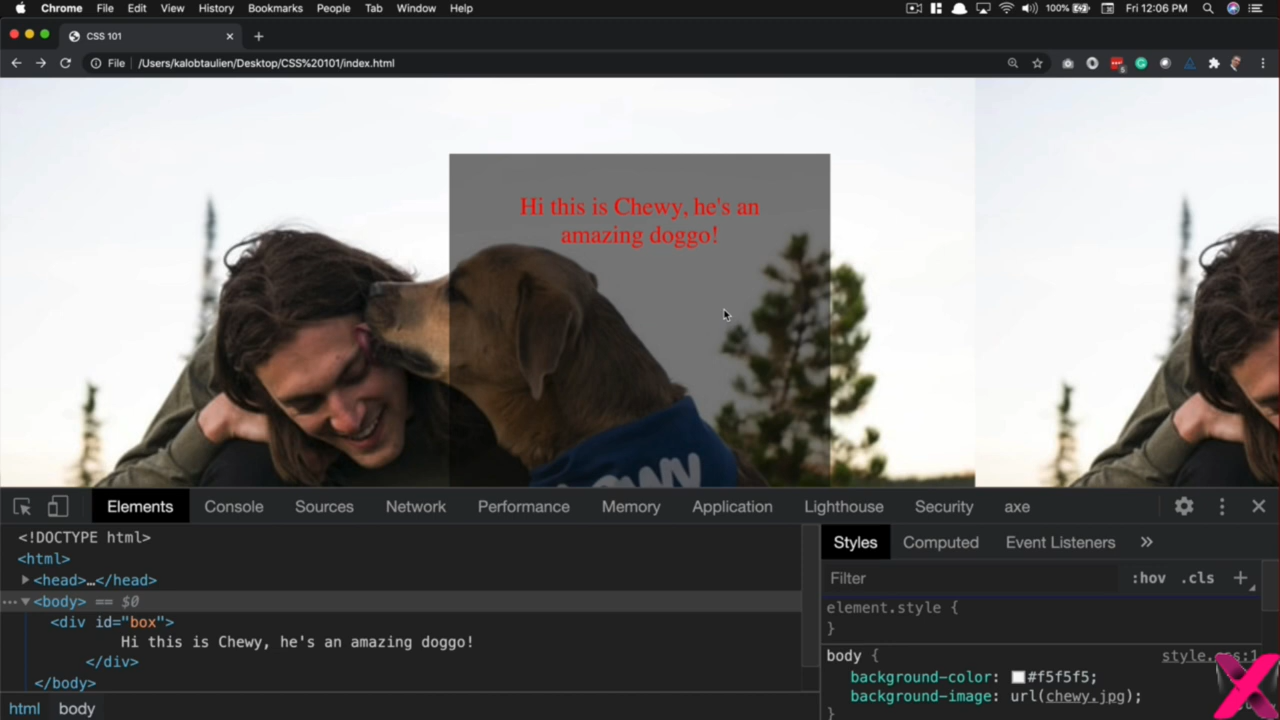 Chrome File Edit View History Bookmarks People Tab Window Help 100% Fri 12:06 PM
CSS 101
File /Users/kalobtaulien/Desktop/CSS%20101/index.html
Hi this is Chewy, he's an
amazing doggo!
Elements Console Sources Network Performance Memory Application Lighthouse Security axe
<!DOCTYPE html>
<html>
<head>…</head>
<body> == $0
<div id="box">
Hi this is Chewy, he's an amazing doggo!
</div>
</body>
html body
Styles Computed Event Listeners »
Filter :hov .cls +
element.style {
}
body { style.css:1
background-color: #f5f5f5;
background-image: url(chewy.jpg);
}